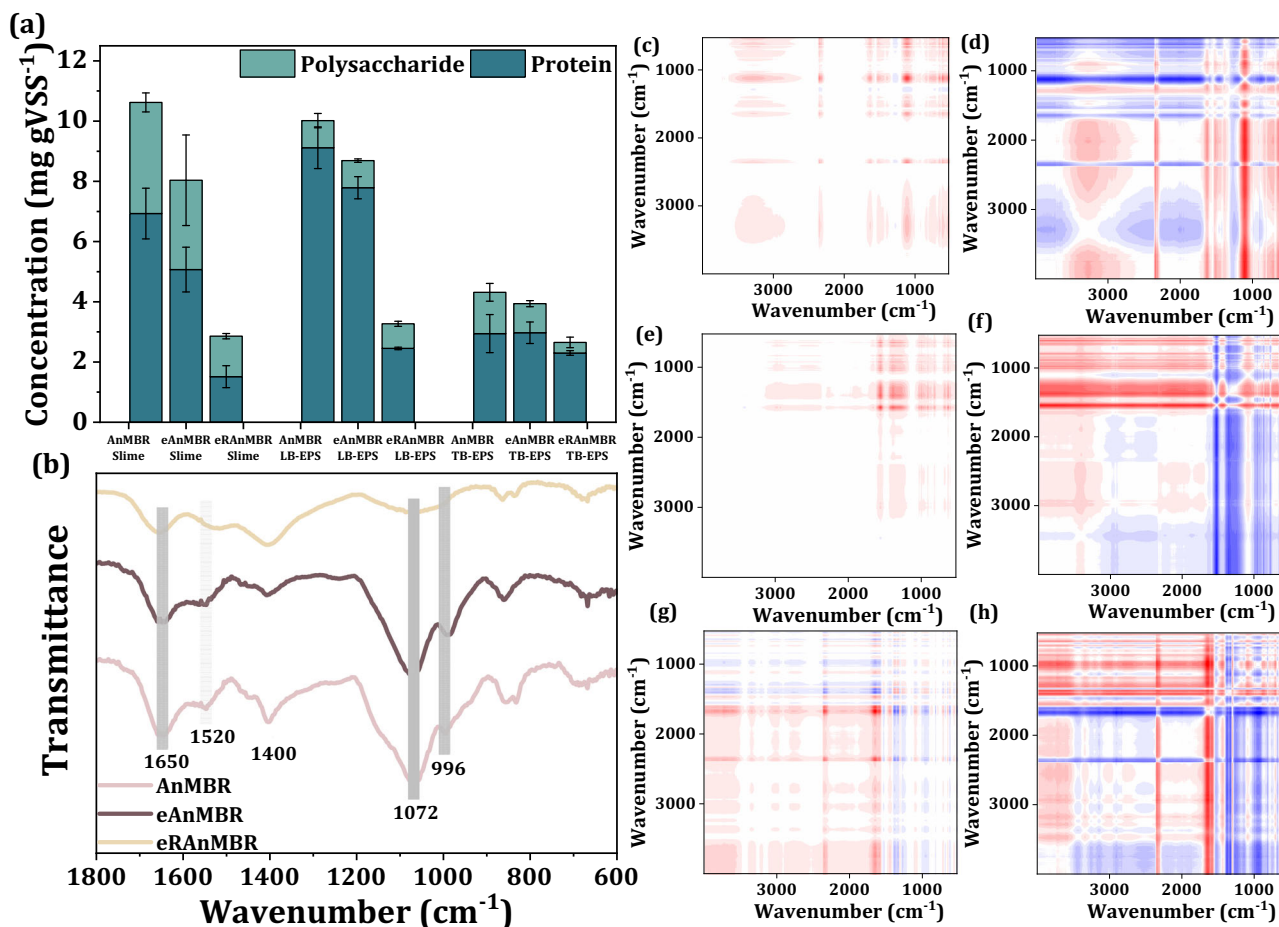 (a)
Polysaccharide Protein
Concentration (mg gVSS⁻¹)
12
10
8
6
4
2
0
AnMBR eAnMBR eRAnMBR AnMBR eAnMBR eRAnMBR AnMBR eAnMBR eRAnMBR
Slime Slime Slime LB-EPS LB-EPS LB-EPS TB-EPS TB-EPS TB-EPS
(b)
Transmittance
1650
1520
1400
1072
996
AnMBR
eAnMBR
eRAnMBR
1800 1600 1400 1200 1000 800 600
Wavenumber (cm⁻¹)
(c)
Wavenumber (cm⁻¹)
1000
2000
3000
3000 2000 1000
Wavenumber (cm⁻¹)
(d)
Wavenumber (cm⁻¹)
1000
2000
3000
3000 2000 1000
Wavenumber (cm⁻¹)
(e)
Wavenumber (cm⁻¹)
1000
2000
3000
3000 2000 1000
Wavenumber (cm⁻¹)
(f)
Wavenumber (cm⁻¹)
1000
2000
3000
3000 2000 1000
Wavenumber (cm⁻¹)
(g)
Wavenumber (cm⁻¹)
1000
2000
3000
3000 2000 1000
Wavenumber (cm⁻¹)
(h)
Wavenumber (cm⁻¹)
1000
2000
3000
3000 2000 1000
Wavenumber (cm⁻¹)